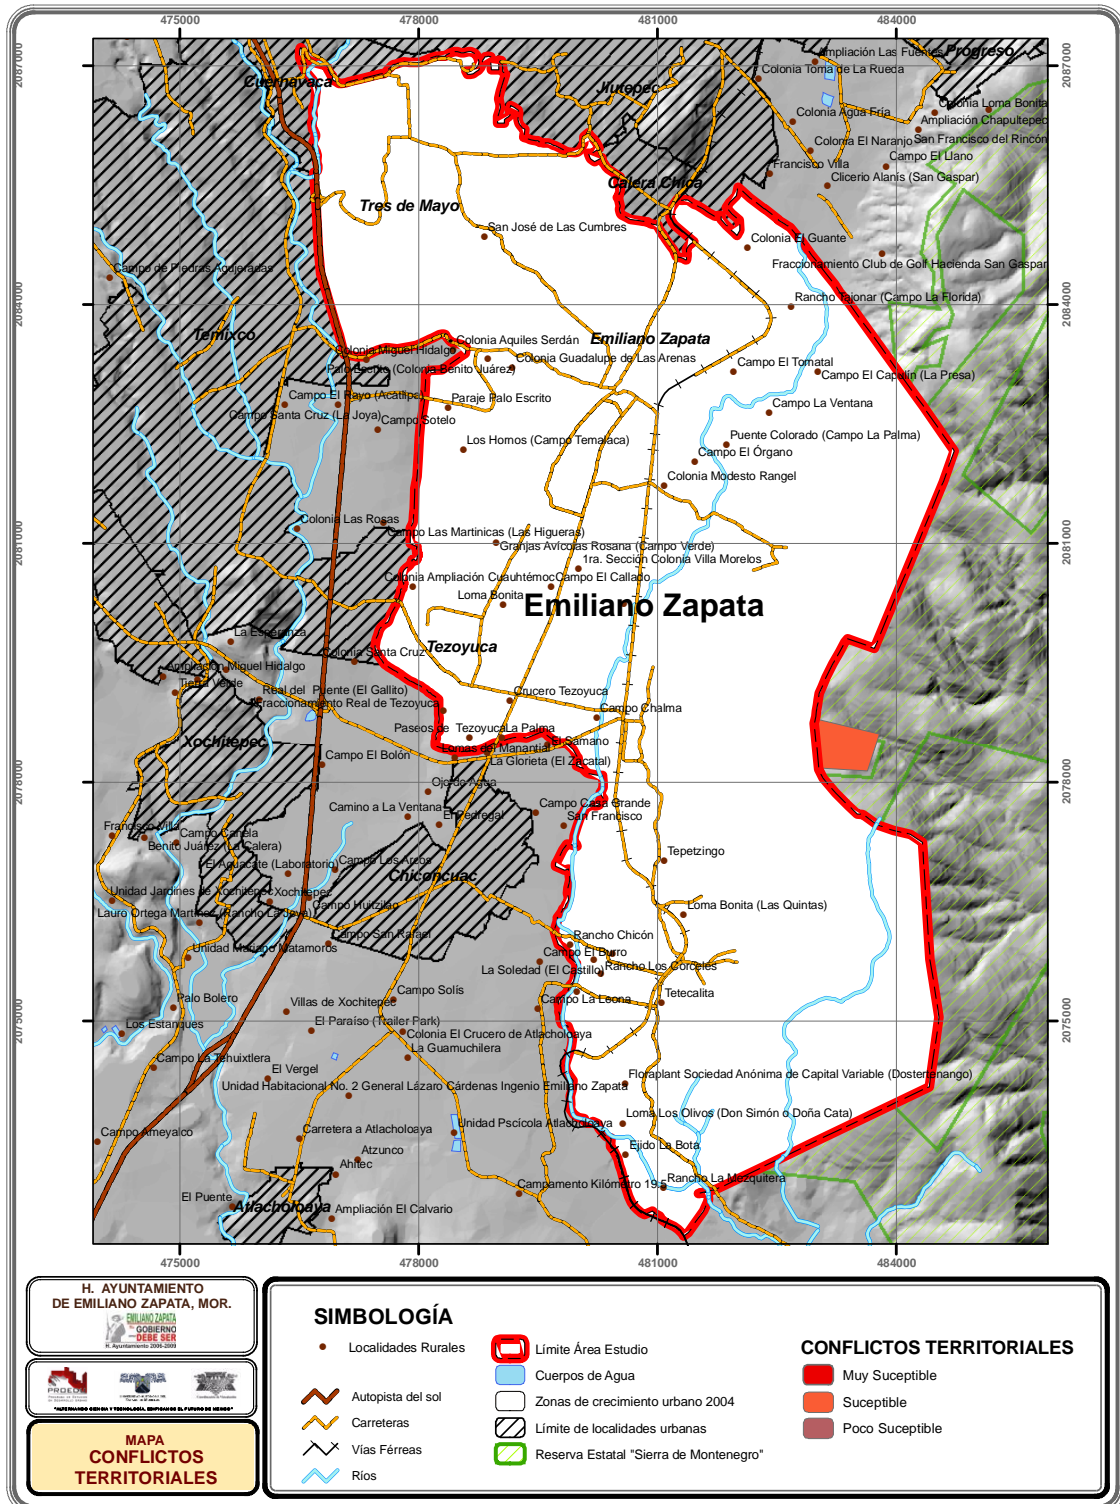 475000
478000
481000
484000
2087000
2087000
Progreso
Ampliación Las Fuentes
Colonia Toma de La Rueda
Cuernavaca
Jiutepec
Colonia Loma Bonita
Colonia Agua Fría
Ampliación Chapultepec
Colonia El Naranjo
San Francisco del Rincón
Campo El Llano
Francisco Villa
Clicerio Alanís (San Gaspar)
Calera Chica
Tres de Mayo
San José de Las Cumbres
Colonia El Guante
Fraccionamiento Club de Golf Hacienda San Gaspar
Campo de Piedras Agujeradas
2084000
2084000
Rancho Tajonar (Campo La Florida)
Temixco
Emiliano Zapata
Colonia Aquiles Serdán
Colonia Miguel Hidalgo
Colonia Guadalupe de Las Arenas
Palo Escrito (Colonia Benito Juárez)
Campo El Tomatal
Campo El Capulín (La Presa)
Campo El Rayo (Acatlipa)
Paraje Palo Escrito
Campo Santa Cruz (La Joya)
Campo La Ventana
Campo Sotelo
Los Hornos (Campo Temalaca)
Puente Colorado (Campo La Palma)
Campo El Órgano
Colonia Modesto Rangel
Colonia Las Rosas
Campo Las Martinicas (Las Higueras)
2081000
2081000
Granjas Avícolas Rosana (Campo Verde)
1ra. Sección Colonia Villa Morelos
Colonia Ampliación Cuauhtémoc
Campo El Callado
Loma Bonita
Emiliano Zapata
La Esperanza
Tezoyuca
Colonia Santa Cruz
Ampliación Miguel Hidalgo
Tierra Verde
Real del Puente (El Gallito)
Fraccionamiento Real de Tezoyuca
Crucero Tezoyuca
Campo Chalma
Paseos de Tezoyuca
La Palma
Xochitepec
El Sámano
Lomas del Manantial
Campo El Bolón
La Glorieta (El Zacatal)
2078000
2078000
Ojo de Agua
Camino a La Ventana
Campo Casa Grande
El Pedregal
San Francisco
Francisco Villa
Campo Canela
Benito Juárez (La Calera)
El Aguacate (Laboratorio)
Campo Los Arcos
Tepetzingo
Chiconcuac
Unidad Jardines de Xochitepec
Xochitepec
Campo Huitzilao
Lauro Ortega Martínez (Rancho La Joya)
Loma Bonita (Las Quintas)
Campo San Rafael
Rancho Chicón
Unidad Mariano Matamoros
Campo El Burro
La Soledad (El Castillo)
Rancho Los Corceles
Campo Solís
Palo Bolero
Villas de Xochitepec
Campo La Leona
Tetecalita
2075000
2075000
Los Estanques
El Paraíso (Trailer Park)
Colonia El Crucero de Atlacholoaya
La Guamuchilera
Campo La Tehuixtlera
El Vergel
Floraplant Sociedad Anónima de Capital Variable (Dostertenango)
Unidad Habitacional No. 2 General Lázaro Cárdenas Ingenio Emiliano Zapata
Loma Los Olivos (Don Simón o Doña Cata)
Unidad Pscícola Atlacholoaya
Campo Ameyalco
Carretera a Atlacholoaya
Ejido La Bota
Atzunco
Ahitec
Rancho La Mezquitera
El Puente
Campamento Kilómetro 19.5
Atlacholoaya
Ampliación El Calvario
475000
478000
481000
484000
H. AYUNTAMIENTO
DE EMILIANO ZAPATA, MOR.
EMILIANO ZAPATA
GOBIERNO
DEBE SER
H. Ayuntamiento 2006-2009
MAPA
CONFLICTOS
TERRITORIALES
SIMBOLOGÍA
Localidades Rurales
Autopista del sol
Carreteras
Vías Férreas
Ríos
Límite Área Estudio
Cuerpos de Agua
Zonas de crecimiento urbano 2004
Límite de localidades urbanas
Reserva Estatal "Sierra de Montenegro"
CONFLICTOS TERRITORIALES
Muy Suceptible
Suceptible
Poco Suceptible